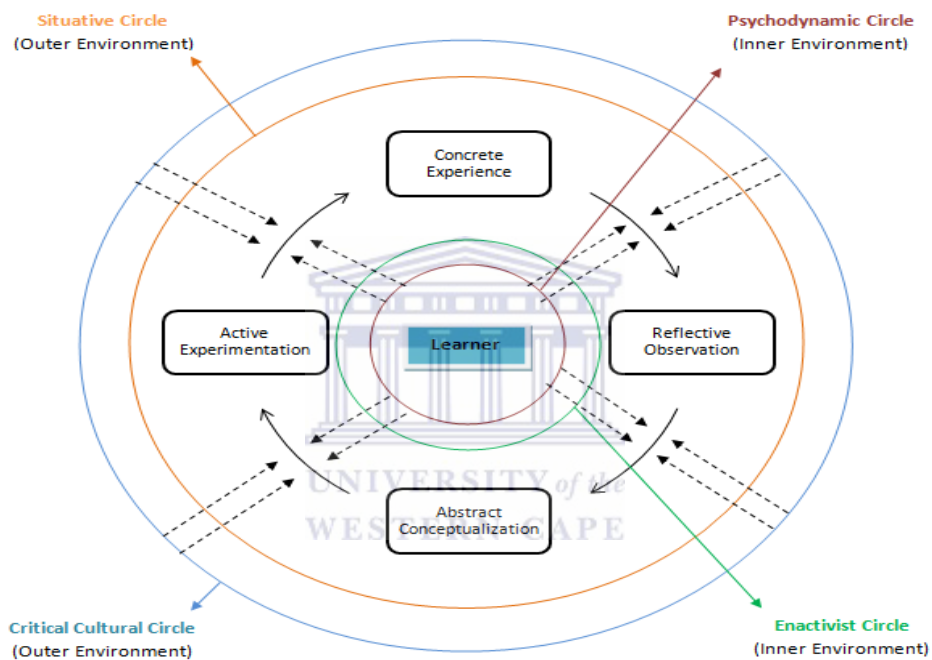 Situative Circle
(Outer Environment)
Psychodynamic Circle
(Inner Environment)
Concrete
Experience
Active
Experimentation
Learner
Reflective
Observation
UNIVERSITY of the
WESTERN CAPE
Abstract
Conceptualization
Critical Cultural Circle
(Outer Environment)
Enactivist Circle
(Inner Environment)